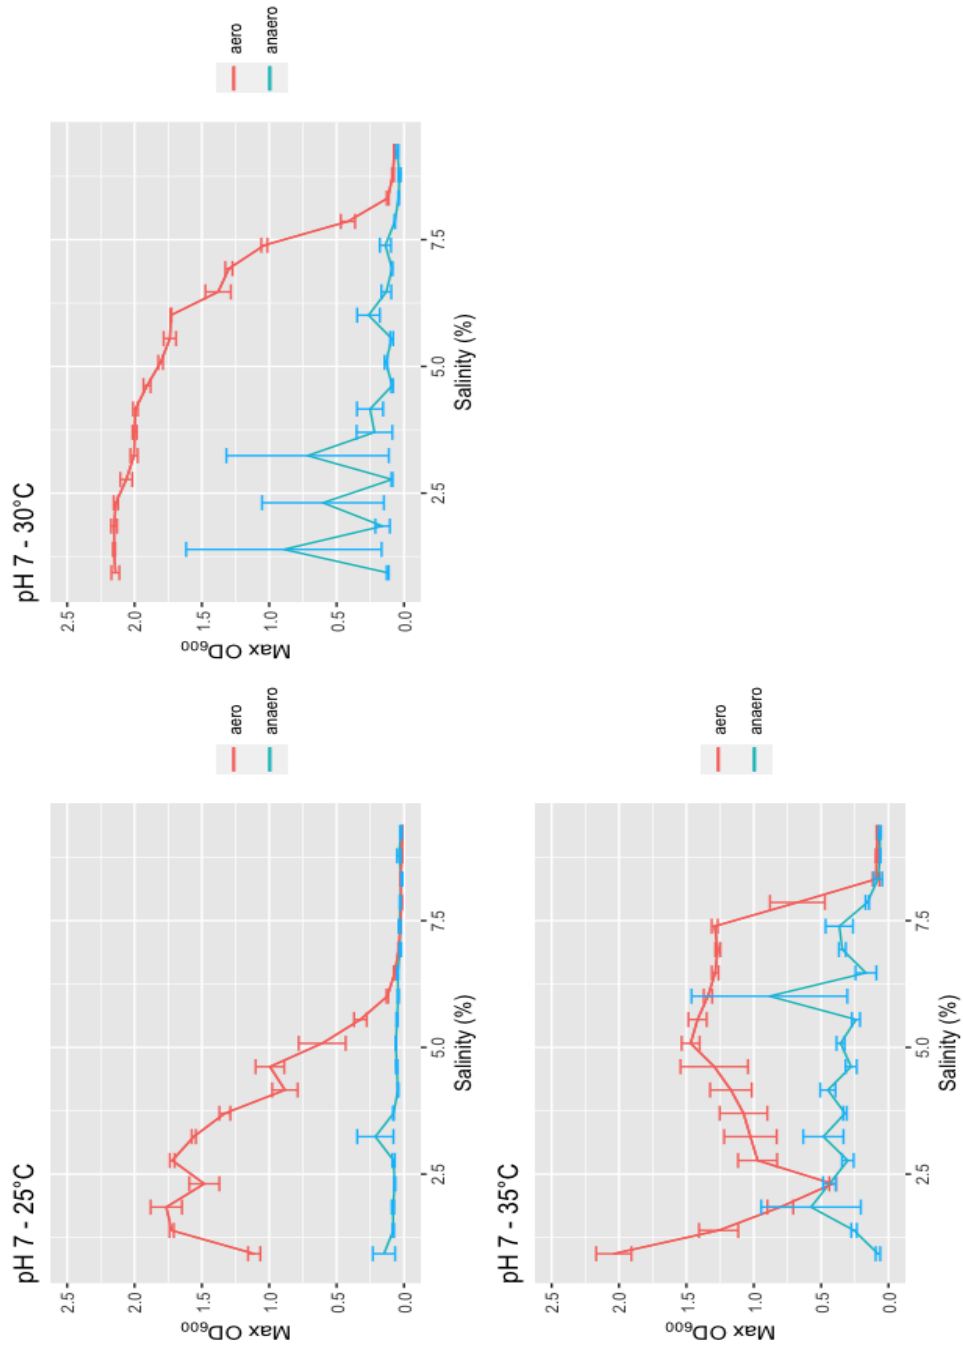 pH 7 - 25°C
Max OD₆₀₀
2.5
2.0
1.5
1.0
0.5
0.0
2.5
5.0
7.5
Salinity (%)
aero
anaero
pH 7 - 30°C
Max OD₆₀₀
2.5
2.0
1.5
1.0
0.5
0.0
2.5
5.0
7.5
Salinity (%)
aero
anaero
pH 7 - 35°C
Max OD₆₀₀
2.5
2.0
1.5
1.0
0.5
0.0
2.5
5.0
7.5
Salinity (%)
aero
anaero